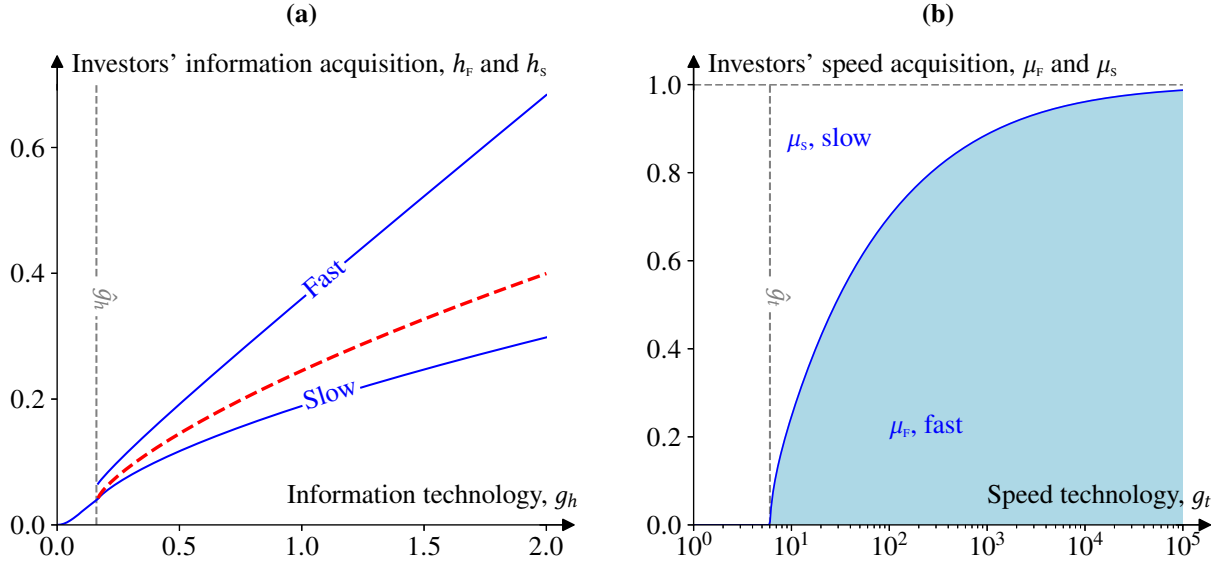 (a)
Investors’ information acquisition, h_F and h_S
0.6
0.4
0.2
0.0
ĝ_h
Fast
Slow
Information technology, g_h
0.0 0.5 1.0 1.5 2.0
(b)
Investors’ speed acquisition, μ_F and μ_S
1.0
0.8
0.6
0.4
0.2
0.0
μ_S, slow
ĝ_t
μ_F, fast
Speed technology, g_t
10^0 10^1 10^2 10^3 10^4 10^5